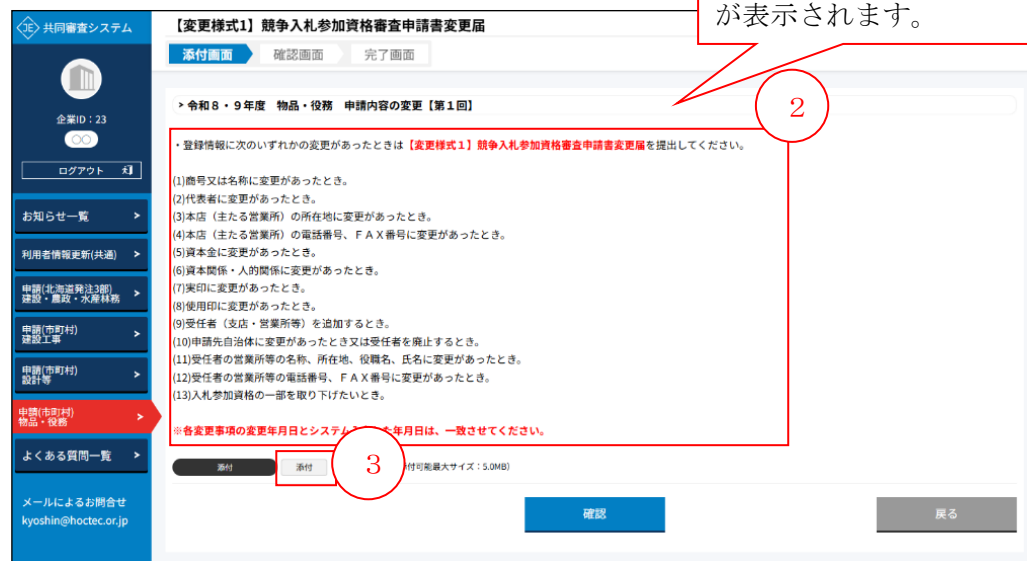 が表示されます。
共同審査システム
企業ID：23
○○
ログアウト
お知らせ一覧
利用者情報更新(共通)
申請(北海道発注3部)
建設・農政・水産林務
申請(市町村)
建設工事
申請(市町村)
設計等
申請(市町村)
物品・役務
よくある質問一覧
メールによるお問合せ
kyoshin@hoctec.or.jp
【変更様式1】競争入札参加資格審査申請書変更届
添付画面
確認画面
完了画面
> 令和８・９年度　物品・役務　申請内容の変更【第１回】
2
・登録情報に次のいずれかの変更があったときは【変更様式１】競争入札参加資格審査申請書変更届を提出してください。
(1)商号又は名称に変更があったとき。
(2)代表者に変更があったとき。
(3)本店（主たる営業所）の所在地に変更があったとき。
(4)本店（主たる営業所）の電話番号、ＦＡＸ番号に変更があったとき。
(5)資本金に変更があったとき。
(6)資本関係・人的関係に変更があったとき。
(7)実印に変更があったとき。
(8)使用印に変更があったとき。
(9)受任者（支店・営業所等）を追加するとき。
(10)申請先自治体に変更があったとき又は受任者を廃止するとき。
(11)受任者の営業所等の名称、所在地、役職名、氏名に変更があったとき。
(12)受任者の営業所等の電話番号、ＦＡＸ番号に変更があったとき。
(13)入札参加資格の一部を取り下げたいとき。
※各変更事項の変更年月日とシステム た年月日は、一致させてください。
添付
添付
3
付可能最大サイズ：5.0MB)
確認
戻る